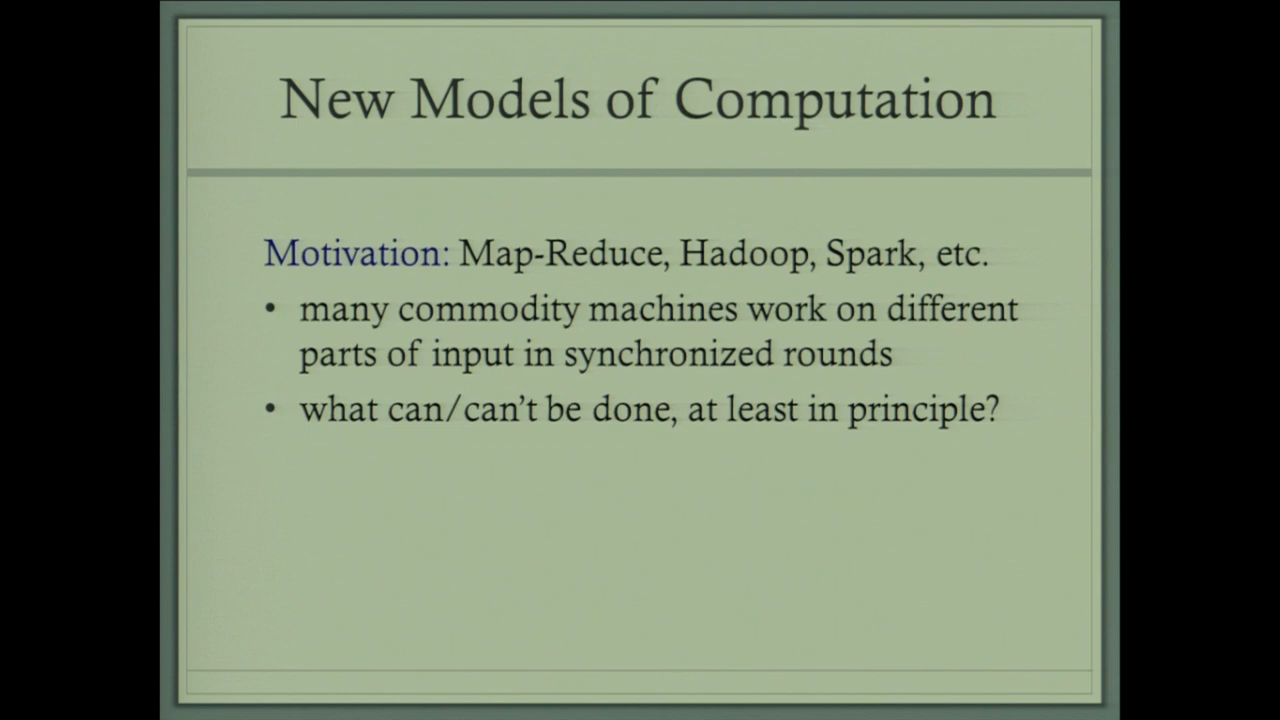 New Models of Computation
Motivation: Map-Reduce, Hadoop, Spark, etc.
• many commodity machines work on different
parts of input in synchronized rounds
• what can/can't be done, at least in principle?